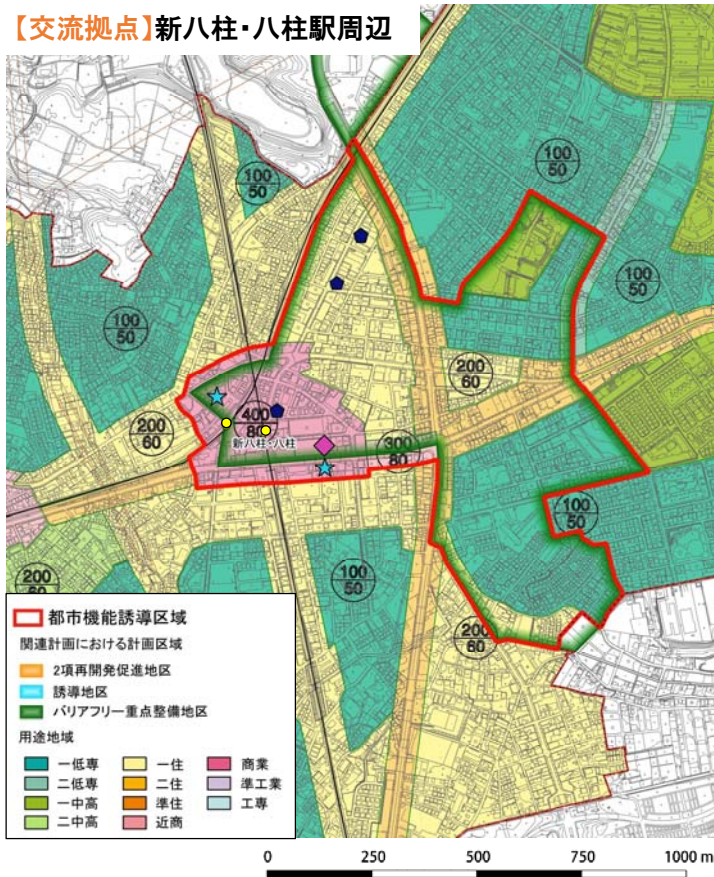 【交流拠点】新八柱・八柱駅周辺
100
50
100
50
100
50
100
50
200
60
400
80
200
60
新八柱・八柱
300
80
100
50
100
50
200
60
200
60
都市機能誘導区域
関連計画における計画区域
2項再開発促進地区
誘導地区
バリアフリー重点整備地区
用途地域
一低専 一住 商業
二低専 二住 準工業
一中高 準住 工専
二中高 近商
0 250 500 750 1000 m